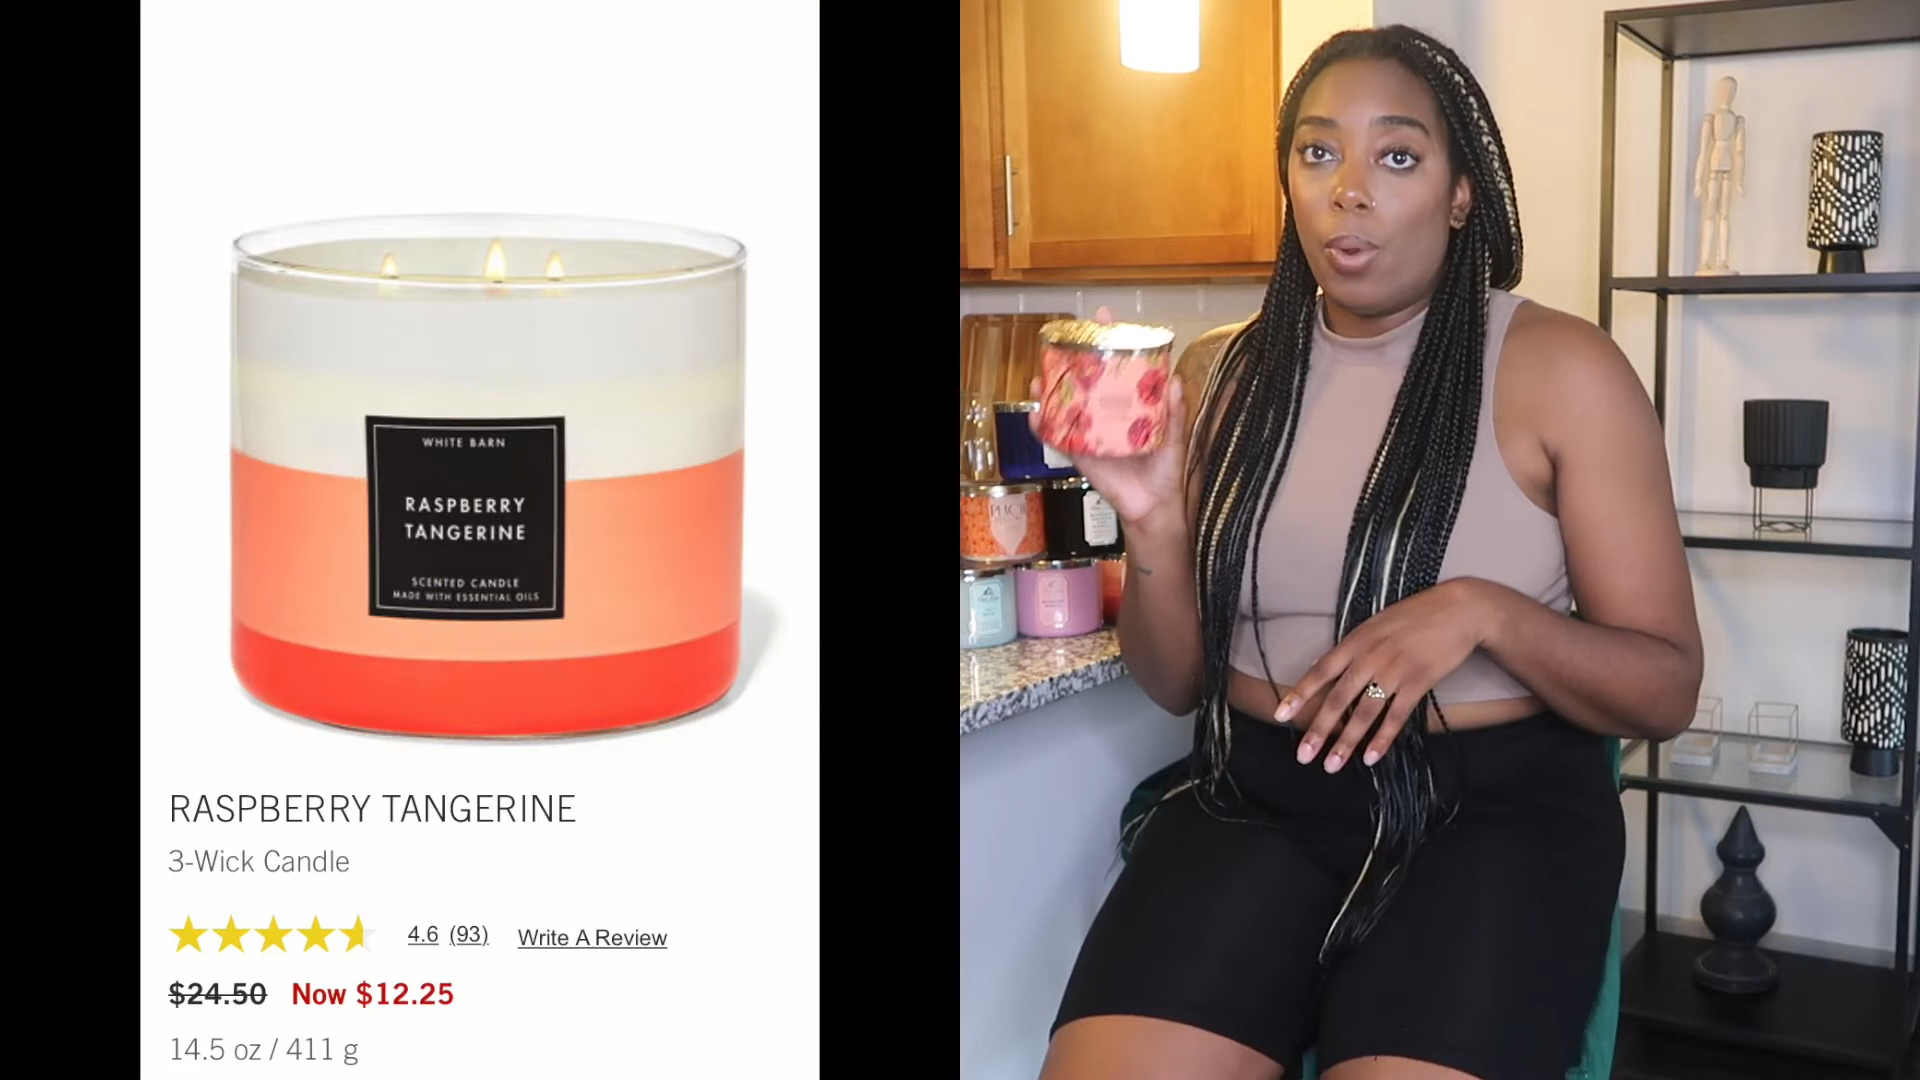 WHITE BARN
RASPBERRY
TANGERINE
SCENTED CANDLE
MADE WITH ESSENTIAL OILS
RASPBERRY TANGERINE
3-Wick Candle
4.6 (93) Write A Review
$24.50 Now $12.25
14.5 oz / 411 g